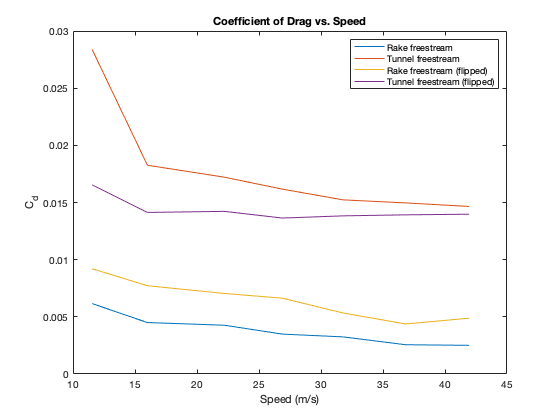 Coefficient of Drag vs. Speed
0.03
0.025
0.02
0.015
0.01
0.005
0
C_d
Rake freestream
Tunnel freestream
Rake freestream (flipped)
Tunnel freestream (flipped)
10 15 20 25 30 35 40 45
Speed (m/s)